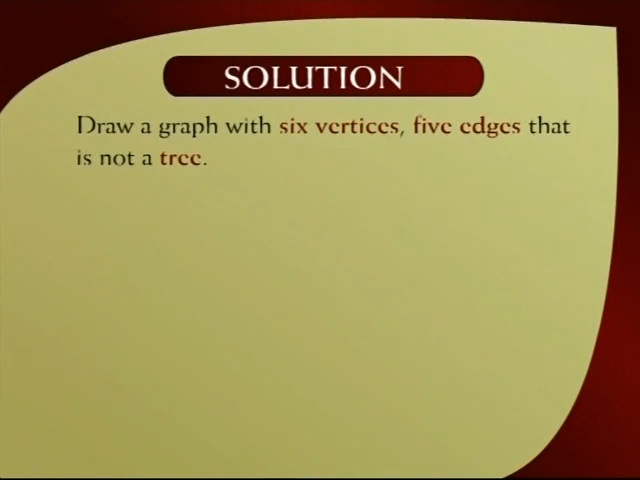 SOLUTION
Draw a graph with six vertices, five edges that
is not a tree.